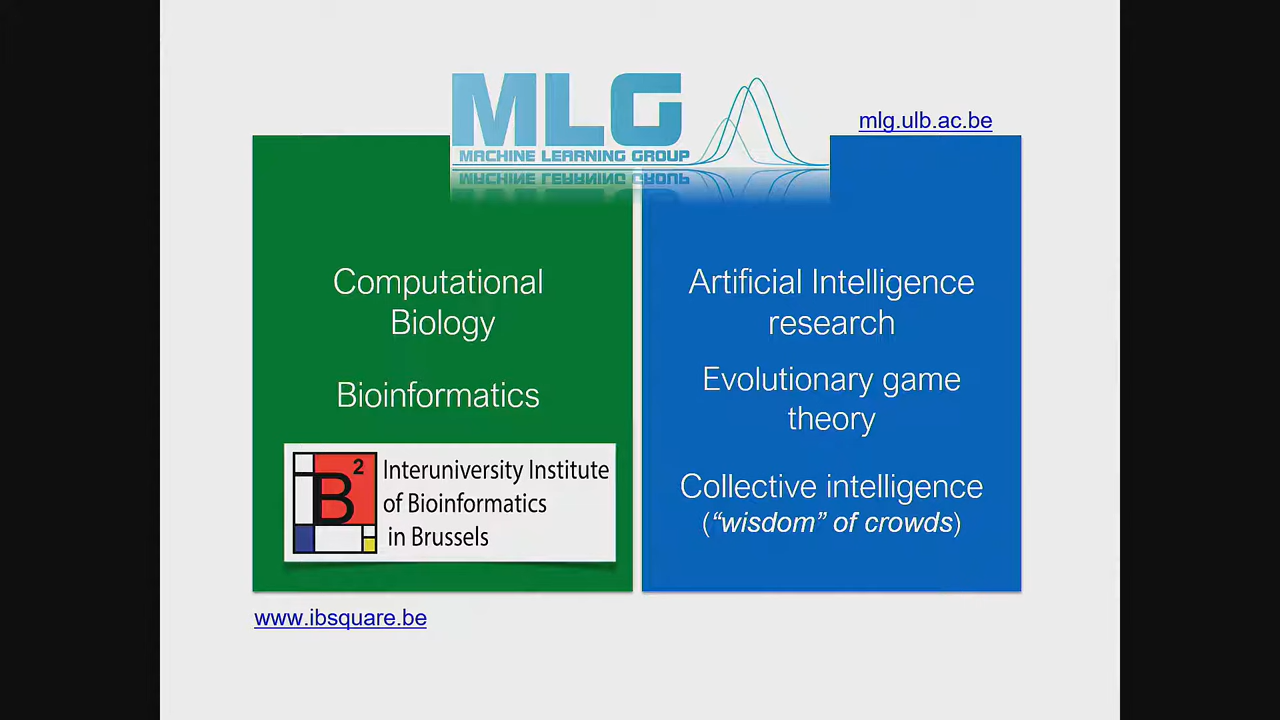 MLG
MACHINE LEARNING GROUP
mlg.ulb.ac.be
Computational
Biology
Bioinformatics
B2
Interuniversity Institute
of Bioinformatics
in Brussels
www.ibsquare.be
Artificial Intelligence
research
Evolutionary game
theory
Collective intelligence
(“wisdom” of crowds)